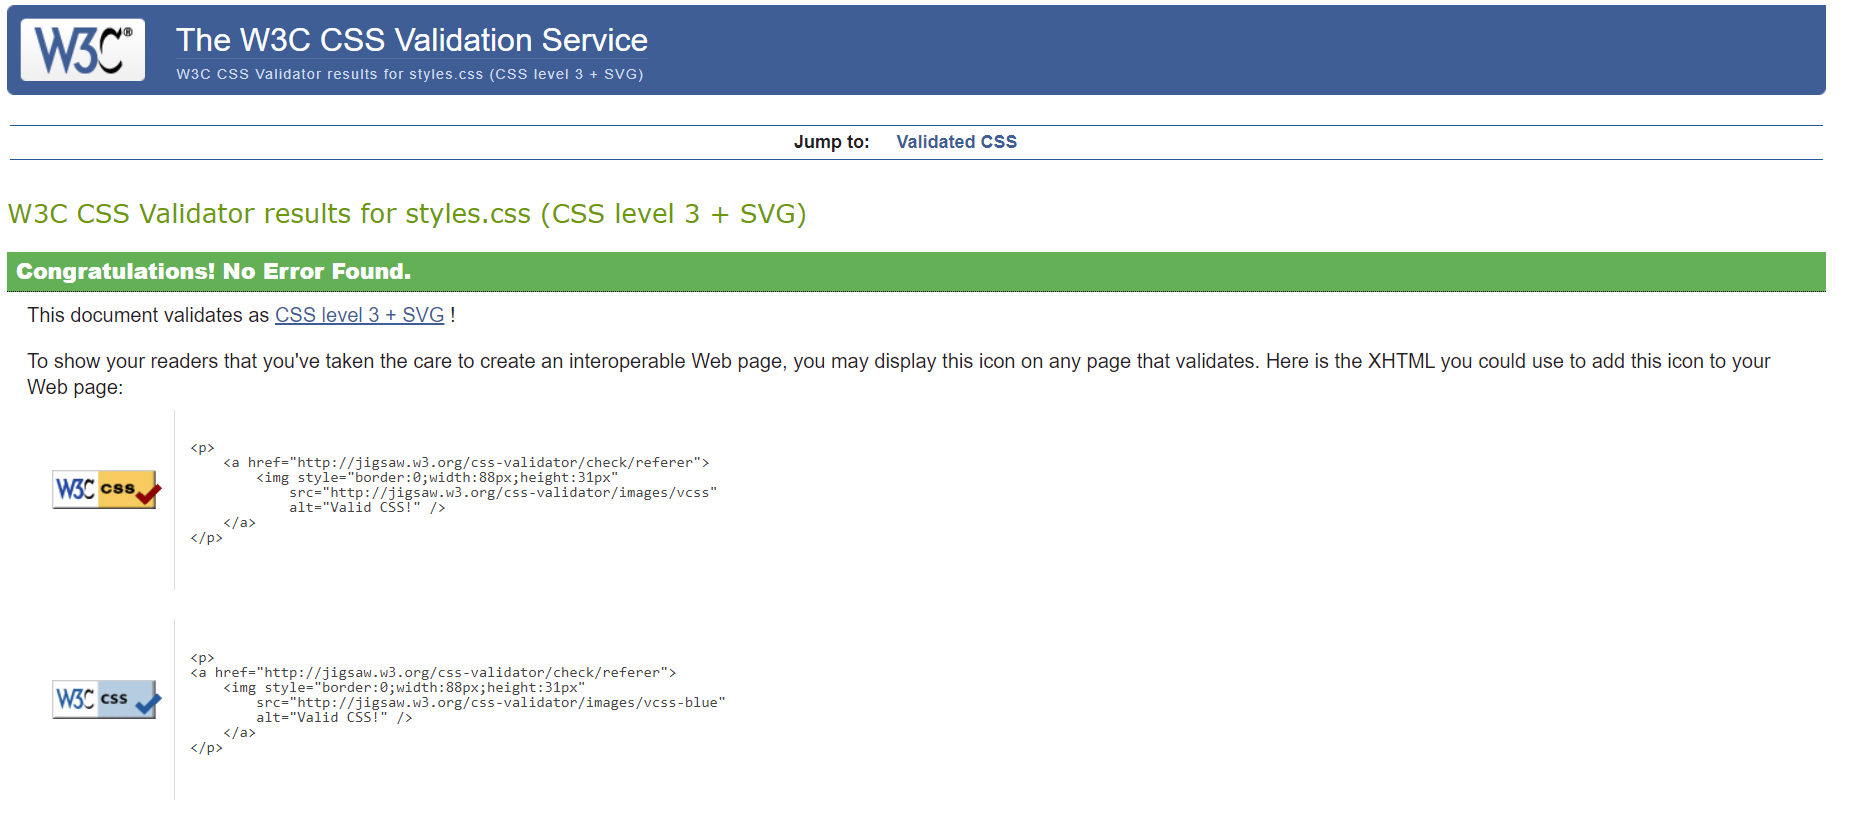 W3C®
The W3C CSS Validation Service
W3C CSS Validator results for styles.css (CSS level 3 + SVG)
Jump to: Validated CSS
W3C CSS Validator results for styles.css (CSS level 3 + SVG)
Congratulations! No Error Found.
This document validates as CSS level 3 + SVG !
To show your readers that you've taken the care to create an interoperable Web page, you may display this icon on any page that validates. Here is the XHTML you could use to add this icon to your
Web page:
W3C css
<p>
    <a href="http://jigsaw.w3.org/css-validator/check/referer">
        <img style="border:0;width:88px;height:31px"
            src="http://jigsaw.w3.org/css-validator/images/vcss"
            alt="Valid CSS!" />
    </a>
</p>
W3C css
<p>
<a href="http://jigsaw.w3.org/css-validator/check/referer">
    <img style="border:0;width:88px;height:31px"
        src="http://jigsaw.w3.org/css-validator/images/vcss-blue"
        alt="Valid CSS!" />
    </a>
</p>